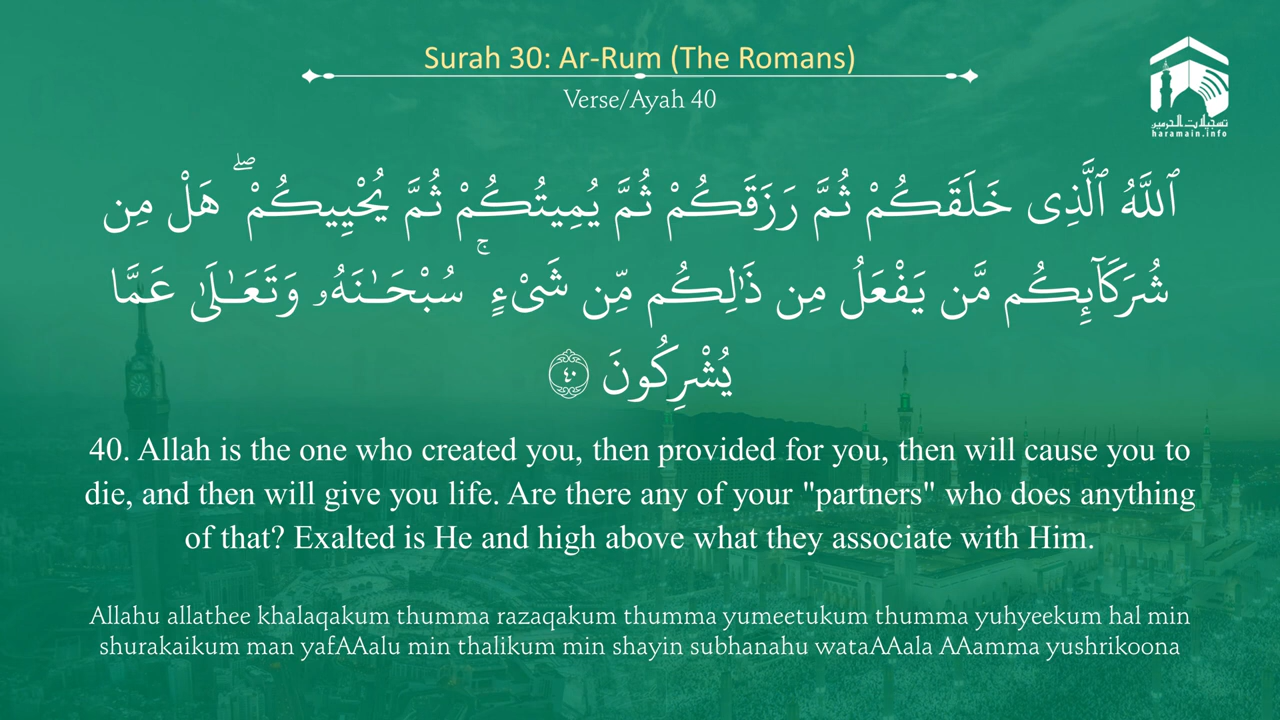 Surah 30: Ar-Rum (The Romans)
Verse/Ayah 40
تسجيلات الحرمين
haramain.info
ٱللَّهُ ٱلَّذِى خَلَقَكُمْ ثُمَّ رَزَقَكُمْ ثُمَّ يُمِيتُكُمْ ثُمَّ يُحْيِيكُمْ ۖ هَلْ مِن
شُرَكَآئِكُم مَّن يَفْعَلُ مِن ذَٰلِكُم مِّن شَىْءٍ ۚ سُبْحَـٰنَهُۥ وَتَعَـٰلَىٰ عَمَّا
يُشْرِكُونَ ٤٠
40. Allah is the one who created you, then provided for you, then will cause you to
die, and then will give you life. Are there any of your "partners" who does anything
of that? Exalted is He and high above what they associate with Him.
Allahu allathee khalaqakum thumma razaqakum thumma yumeetukum thumma yuhyeekum hal min
shurakaikum man yafAAalu min thalikum min shayin subhanahu wataAAala AAamma yushrikoona